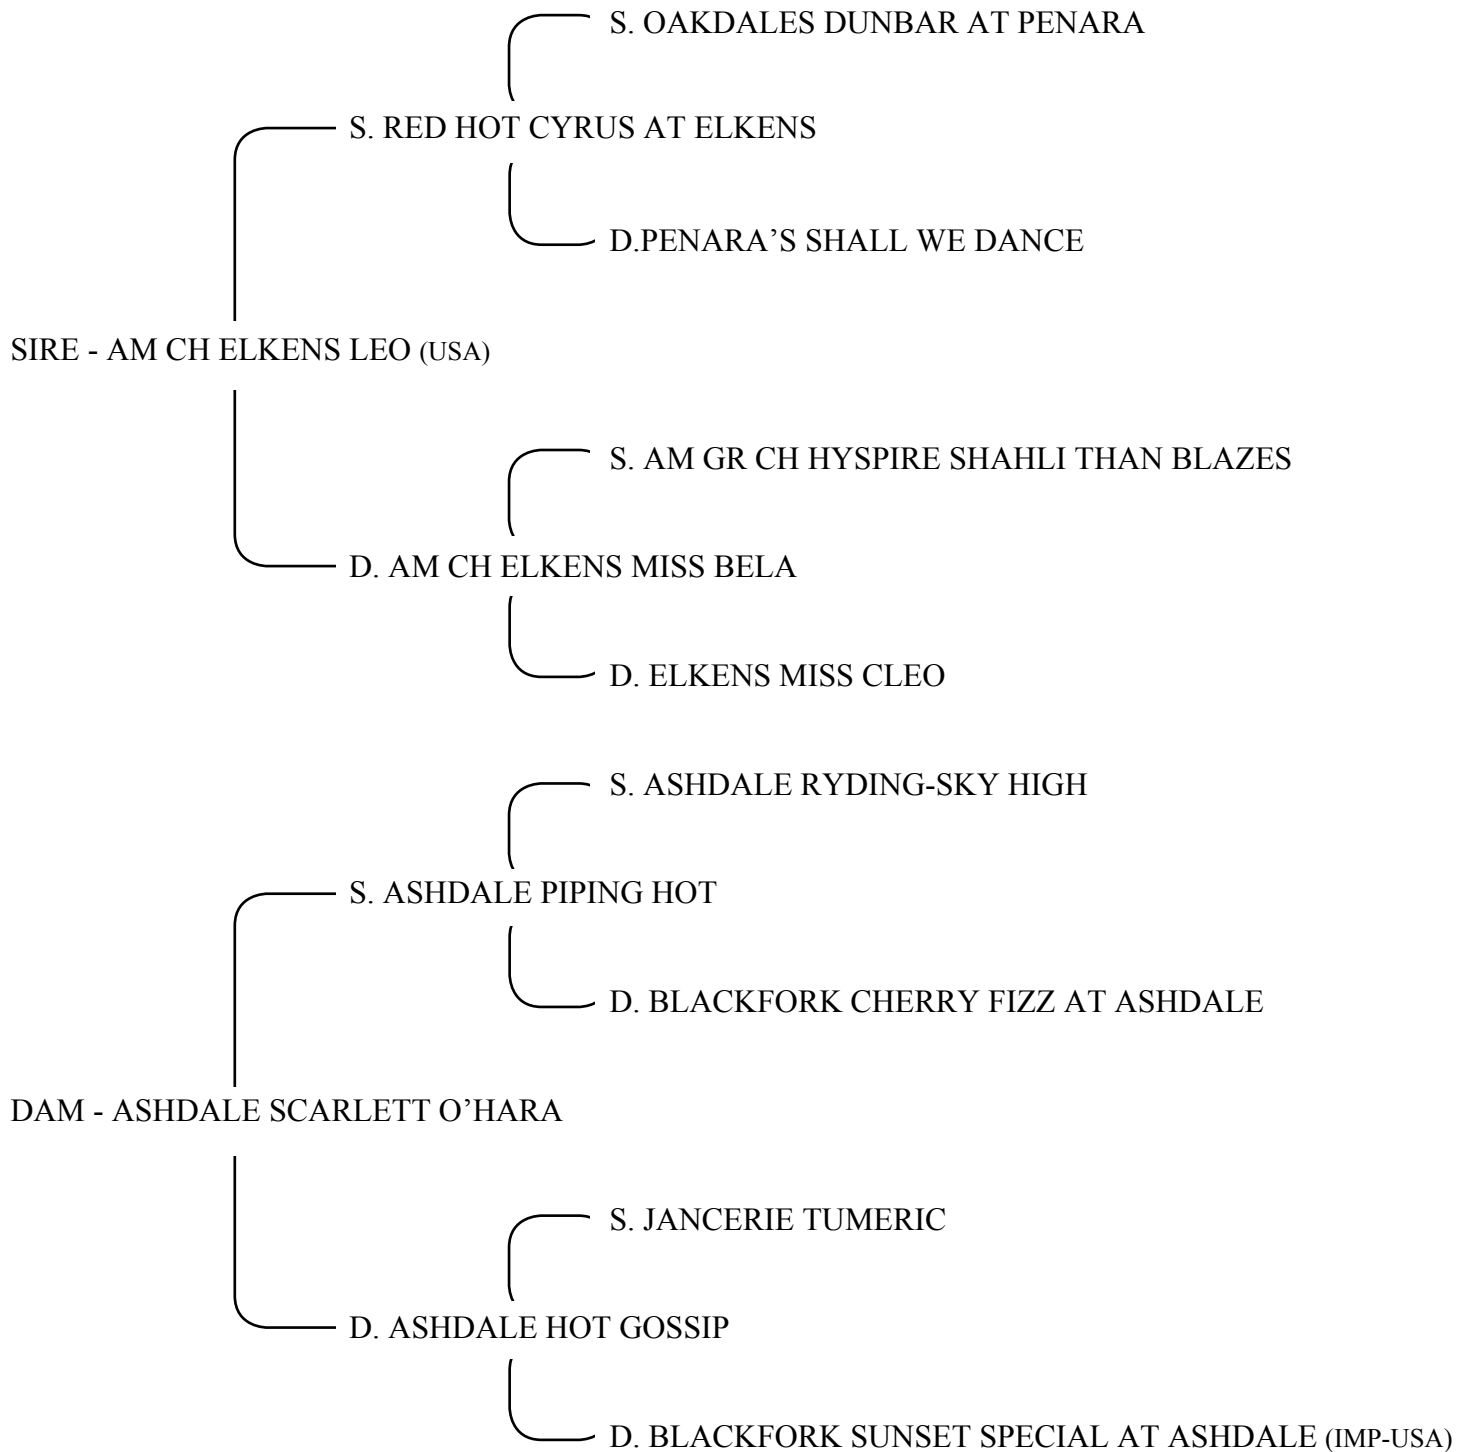 S. OAKDALES DUNBAR AT PENARA
S. RED HOT CYRUS AT ELKENS
D.PENARA’S SHALL WE DANCE
SIRE - AM CH ELKENS LEO (USA)
S. AM GR CH HYSPIRE SHAHLI THAN BLAZES
D. AM CH ELKENS MISS BELA
D. ELKENS MISS CLEO
S. ASHDALE RYDING-SKY HIGH
S. ASHDALE PIPING HOT
D. BLACKFORK CHERRY FIZZ AT ASHDALE
DAM - ASHDALE SCARLETT O’HARA
S. JANCERIE TUMERIC
D. ASHDALE HOT GOSSIP
D. BLACKFORK SUNSET SPECIAL AT ASHDALE (IMP-USA)